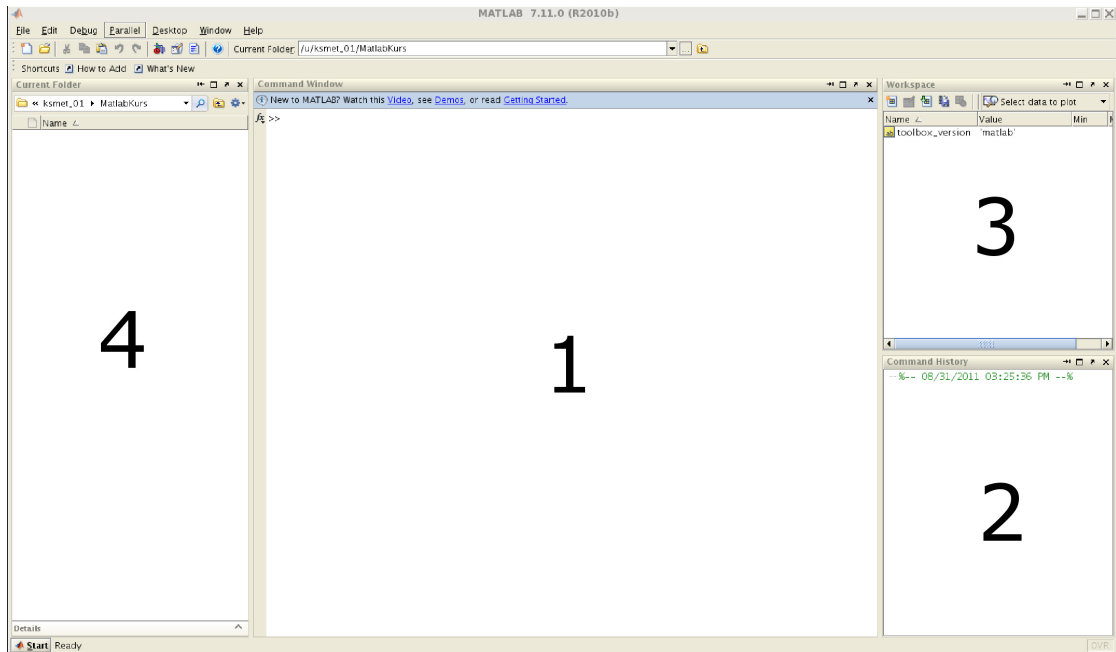 MATLAB 7.11.0 (R2010b)
File Edit Debug Parallel Desktop Window Help
Current Folder: /u/ksmet_01/MatlabKurs
Shortcuts How to Add What's New
Current Folder
« ksmet_01 MatlabKurs
Name
4
Details
Command Window
New to MATLAB? Watch this Video, see Demos, or read Getting Started.
fx >>
1
Workspace
Select data to plot
Name Value Min
toolbox_version 'matlab'
3
Command History
%-- 08/31/2011 03:25:36 PM --%
2
Start Ready
OVR